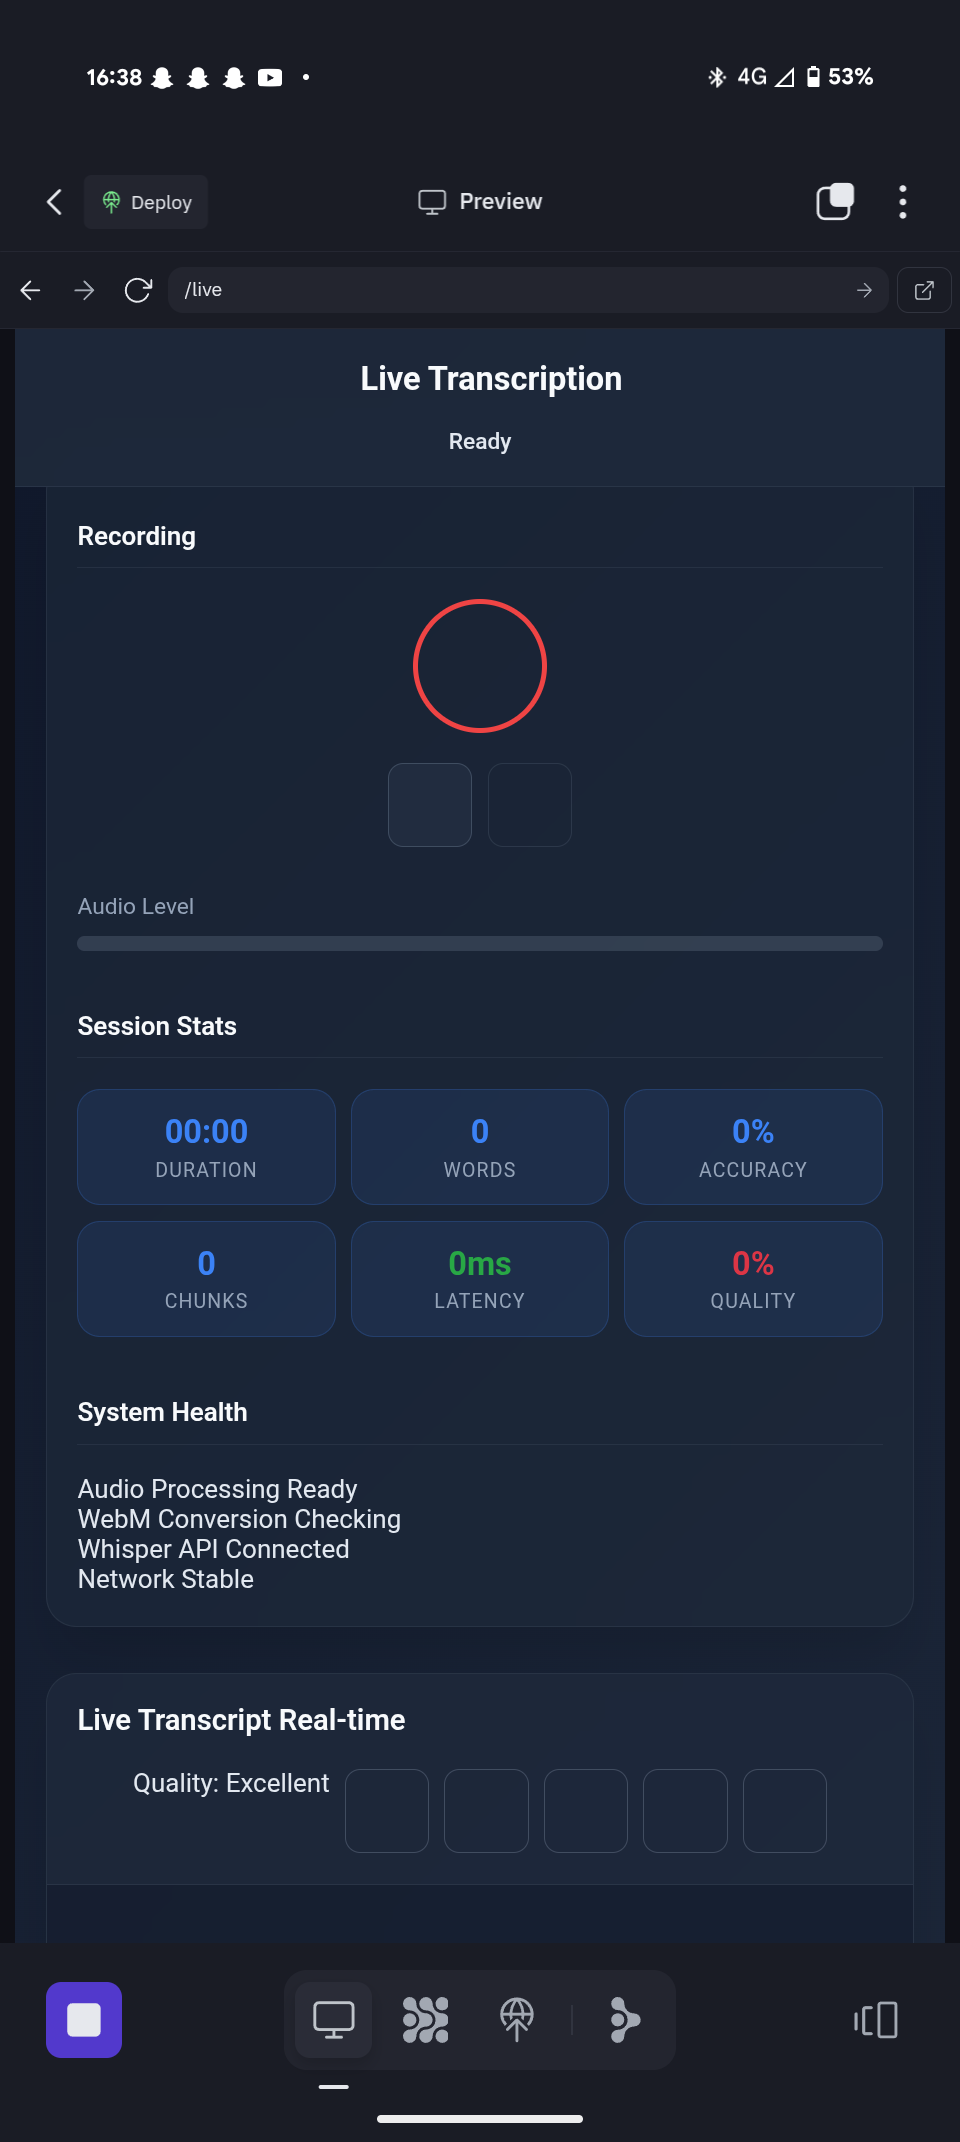 16:38
4G 53%
Deploy
Preview
/live
Live Transcription
Ready
Recording
Audio Level
Session Stats
00:00 0 0%
DURATION WORDS ACCURACY
0 0ms 0%
CHUNKS LATENCY QUALITY
System Health
Audio Processing Ready
WebM Conversion Checking
Whisper API Connected
Network Stable
Live Transcript Real-time
Quality: Excellent